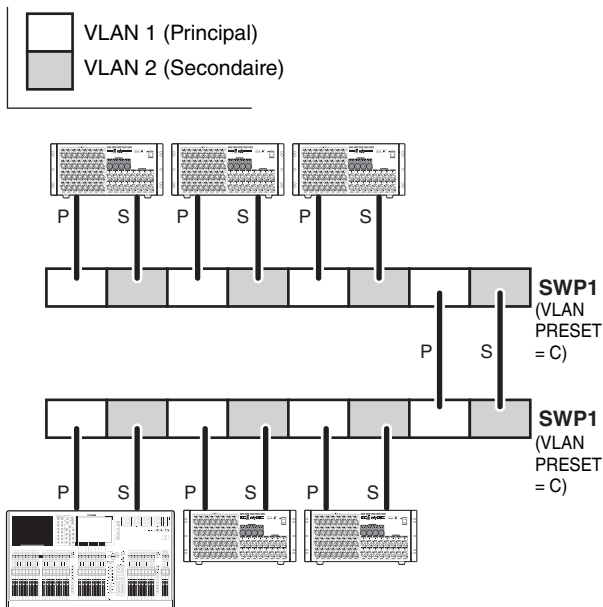 VLAN 1 (Principal)
VLAN 2 (Secondaire)
P S P S P S
SWP1
(VLAN
PRESET
= C)
P S
SWP1
(VLAN
PRESET
= C)
P S P S P S